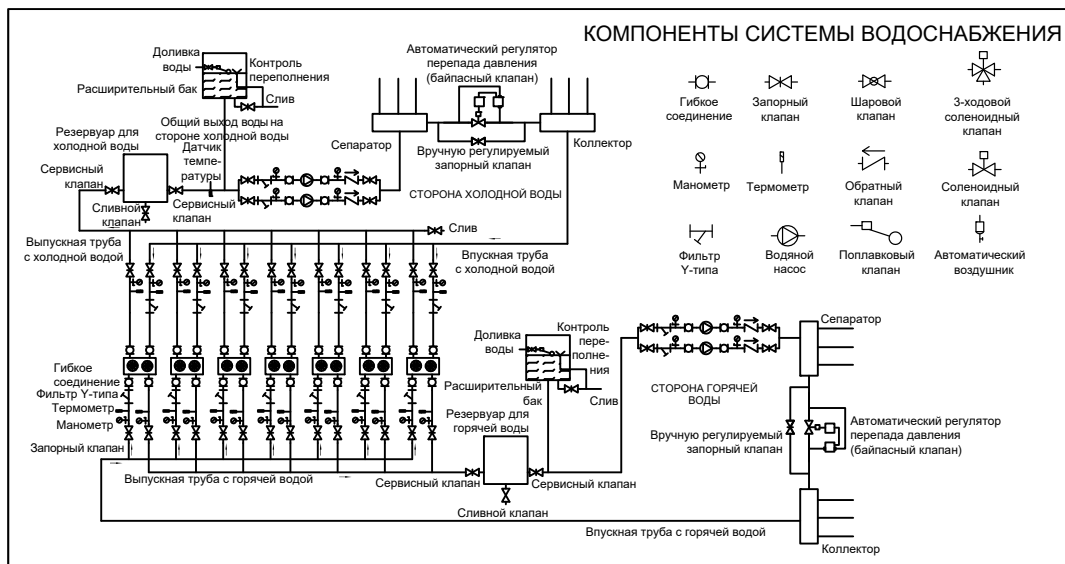 КОМПОНЕНТЫ СИСТЕМЫ ВОДОСНАБЖЕНИЯ
Доливка
воды
Контроль
переполнения
Расширительный бак
Слив
Автоматический регулятор
перепада давления
(байпасный клапан)
Резервуар для
холодной воды
Общий выход воды на
стороне холодной воды
Датчик
темпе-
ратуры
Сепаратор
Вручную регулируемый
запорный клапан
Коллектор
Сервисный
клапан
Сливной
клапан
Сервисный
клапан
СТОРОНА ХОЛОДНОЙ ВОДЫ
Выпускная труба
с холодной водой
Слив
Впускная труба
с холодной водой
Гибкое
соединение
Запорный
клапан
Шаровой
клапан
3-ходовой
соленоидный
клапан
Манометр
Термометр
Обратный
клапан
Соленоидный
клапан
Фильтр
Y-типа
Водяной
насос
Поплавковый
клапан
Автоматический
воздушник
Гибкое
соединение
Фильтр Y-типа
Термометр
Манометр
Запорный клапан
Доливка
воды
Контроль
пере-
полне-
ния
Расширительный
бак
Слив
Резервуар для
горячей воды
Сепаратор
СТОРОНА ГОРЯЧЕЙ
ВОДЫ
Вручную регулируемый
запорный клапан
Автоматический регулятор
перепада давления
(байпасный клапан)
Выпускная труба с горячей водой
Сервисный клапан
Сервисный клапан
Сливной клапан
Впускная труба с горячей водой
Коллектор